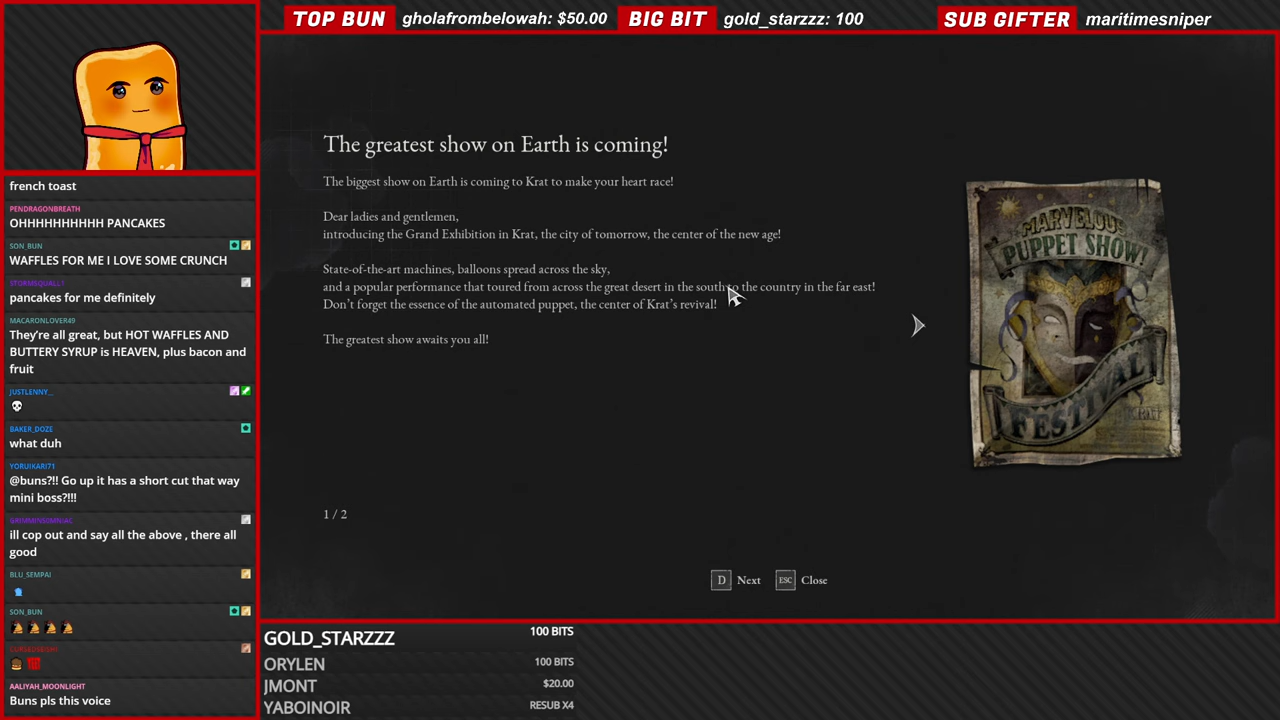 TOP BUN gholafrombelowah: $50.00 BIG BIT gold_starzzz: 100 SUB GIFTER maritimesniper
french toast
PENDRAGONBREATH
OHHHHHHHHHH PANCAKES
SON_BUN
WAFFLES FOR ME I LOVE SOME CRUNCH
pancakes for me definitely
MACARONLOVER49
They're all great, but HOT WAFFLES AND
BUTTERY SYRUP is HEAVEN, plus bacon and
fruit
JUSTLENNY_
BAKER_DOZE
what duh
YORUIKARI71
@buns?!! Go up it has a short cut that way
mini boss?!!!
GRIMMINSOMNIAC
ill cop out and say all the above , there all
good
BLU_SEMPAI
SON_BUN
AALIYAH_MOONLIGHT
Buns pls this voice
The greatest show on Earth is coming!
The biggest show on Earth is coming to Krat to make your heart race!
Dear ladies and gentlemen,
introducing the Grand Exhibition in Krat, the city of tomorrow, the center of the new age!
State-of-the-art machines, balloons spread across the sky,
and a popular performance that toured from across the great desert in the south to the country in the far east!
Don't forget the essence of the automated puppet, the center of Krat's revival!
The greatest show awaits you all!
1 / 2
D Next ESC Close
MARVELOUS
PUPPET SHOW!
FESTIVAL
KRAT
GOLD_STARZZZ 100 BITS
ORYLEN 100 BITS
JMONT $20.00
YABOINOIR RESUB X4